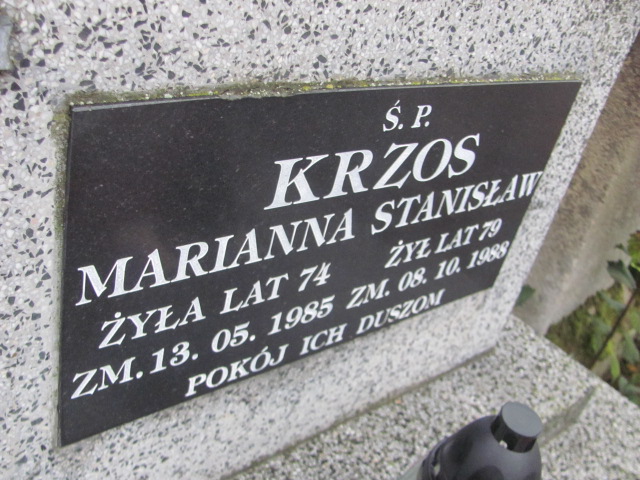 Ś. P.
KRZOS
MARIANNA STANISŁAW
ŻYŁA LAT 74 ŻYŁ LAT 79
ZM. 13. 05. 1985 ZM. 08. 10. 1988
POKÓJ ICH DUSZOM